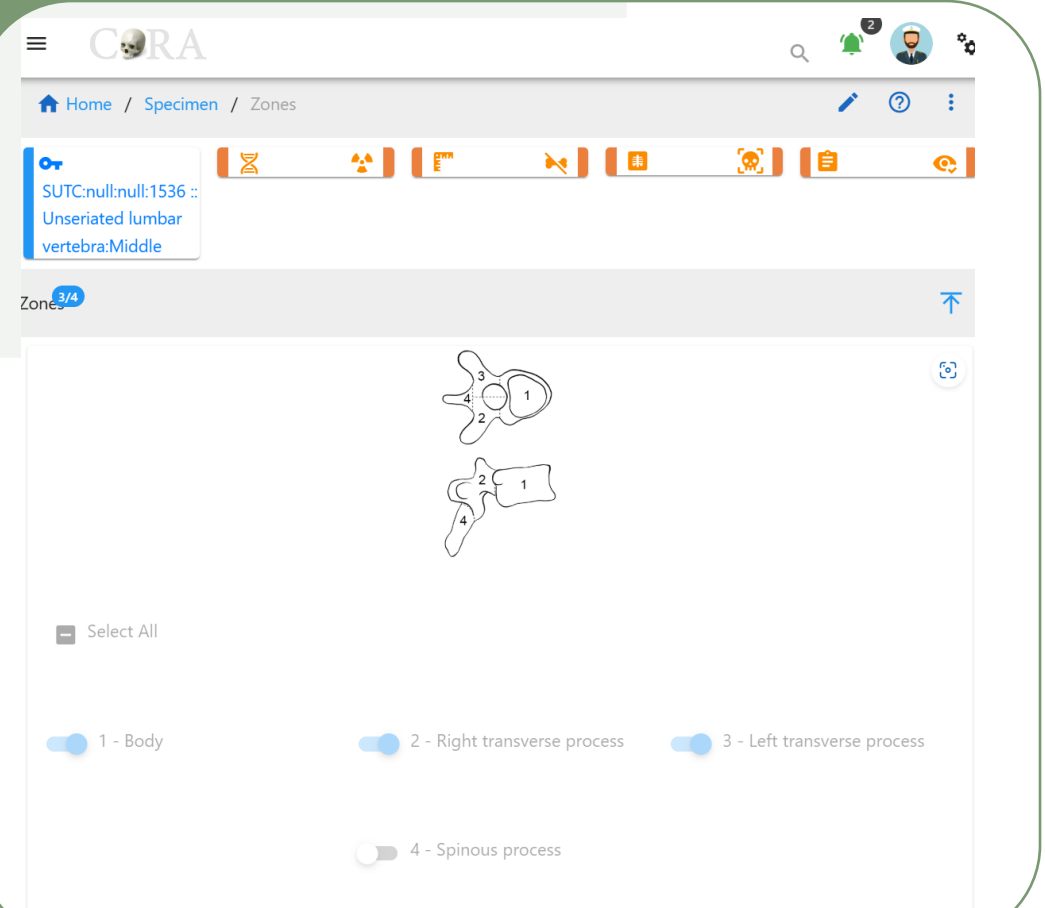 CORA
2
Home / Specimen / Zones
SUTC:null:null:1536 ::
Unseriated lumbar
vertebra:Middle
Zones 3/4
3
4
1
2
2
1
4
Select All
1 - Body
2 - Right transverse process
3 - Left transverse process
4 - Spinous process